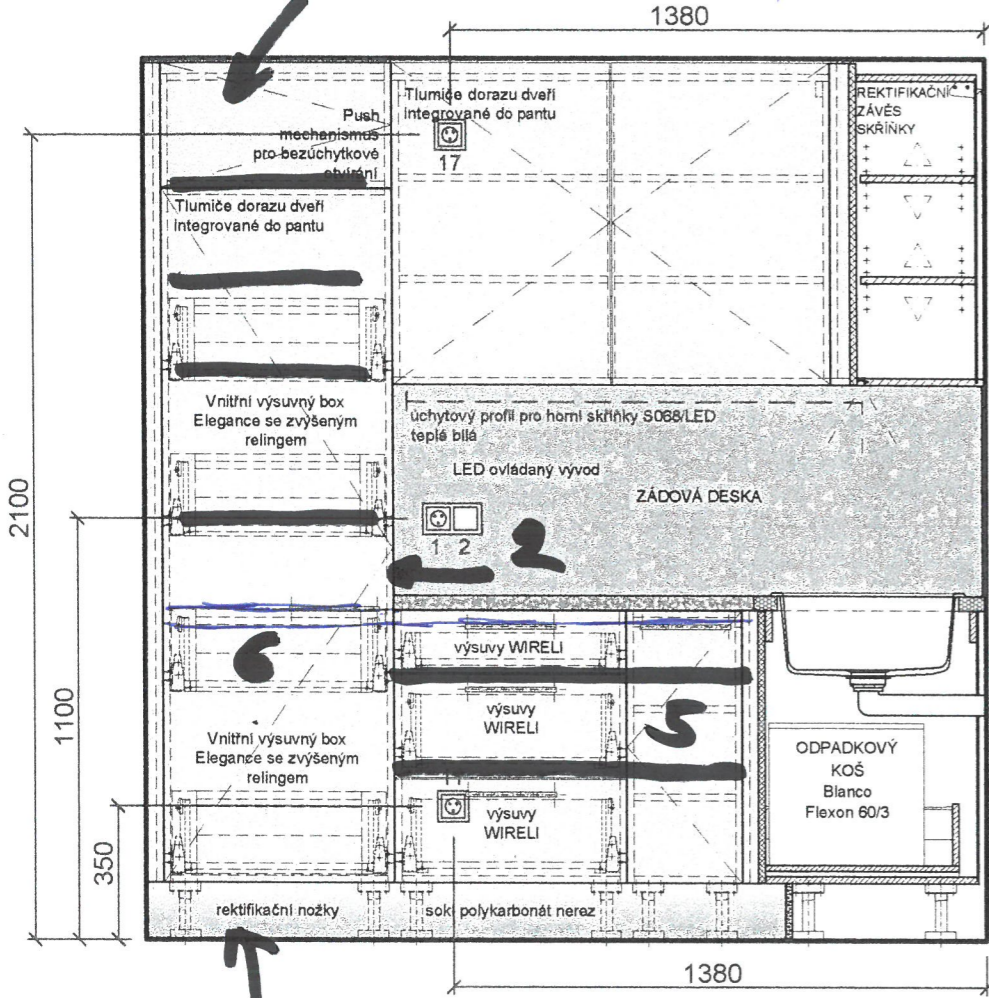 1380
Tlumiče dorazu dveří
integrované do pantu
Push
mechanismus
pro bezúchytkové
otvírání
17
REKTIFIKAČNÍ
ZÁVĚS
SKŘÍŇKY
Tlumiče dorazu dveří
integrované do pantu
Vnitřní výsuvný box
Elegance se zvýšeným
relingem
úchytový profil pro horní skříňky S068/LED
teplá bílá
LED ovládaný vývod
ZÁDOVÁ DESKA
2100
1 2
2
6
výsuvy WIRELI
výsuvy
WIRELI
5
1100
Vnitřní výsuvný box
Elegance se zvýšeným
relingem
ODPADKOVÝ
KOŠ
Blanco
Flexon 60/3
výsuvy
WIRELI
350
rektifikační nožky
sokl polykarbonát nerez
1380